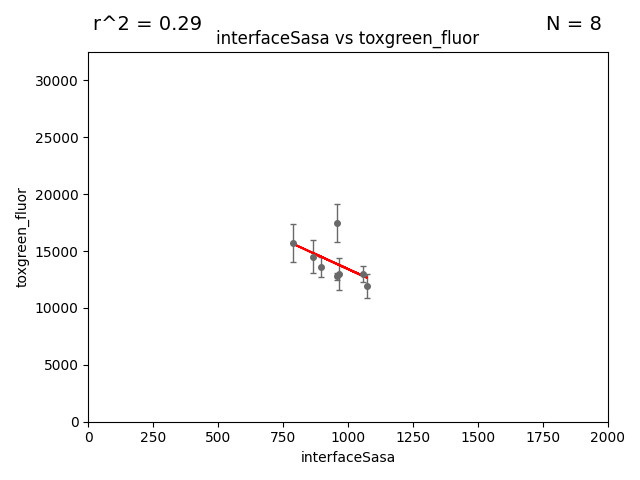 r^2 = 0.29
N = 8
interfaceSasa vs toxgreen_fluor
30000
25000
20000
15000
10000
5000
0
toxgreen_fluor
0 250 500 750 1000 1250 1500 1750 2000
interfaceSasa